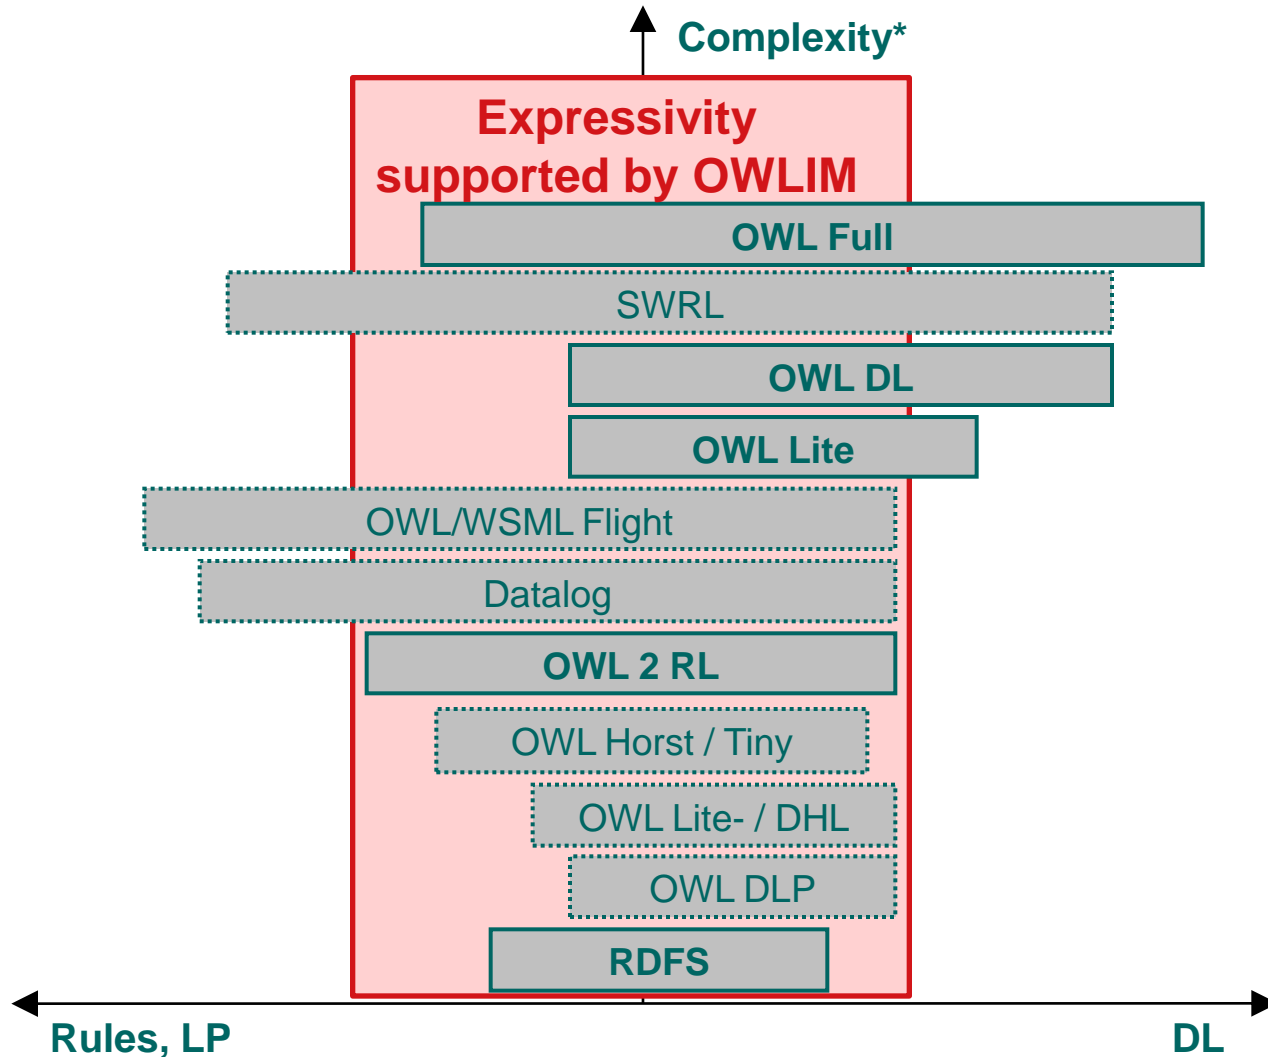 Complexity*
Expressivity
supported by OWLIM
OWL Full
SWRL
OWL DL
OWL Lite
OWL/WSML Flight
Datalog
OWL 2 RL
OWL Horst / Tiny
OWL Lite- / DHL
OWL DLP
RDFS
Rules, LP
DL